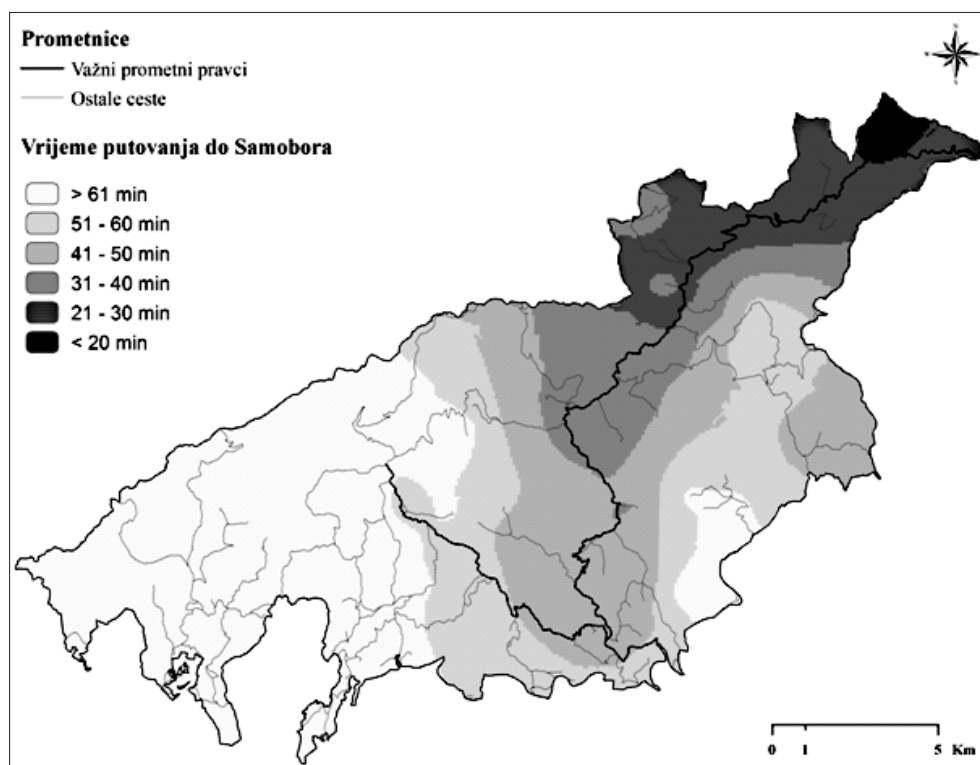 Prometnice
Važni prometni pravci
Ostale ceste
Vrijeme putovanja do Samobora
> 61 min
51 - 60 min
41 - 50 min
31 - 40 min
21 - 30 min
< 20 min
0 1 5 Km